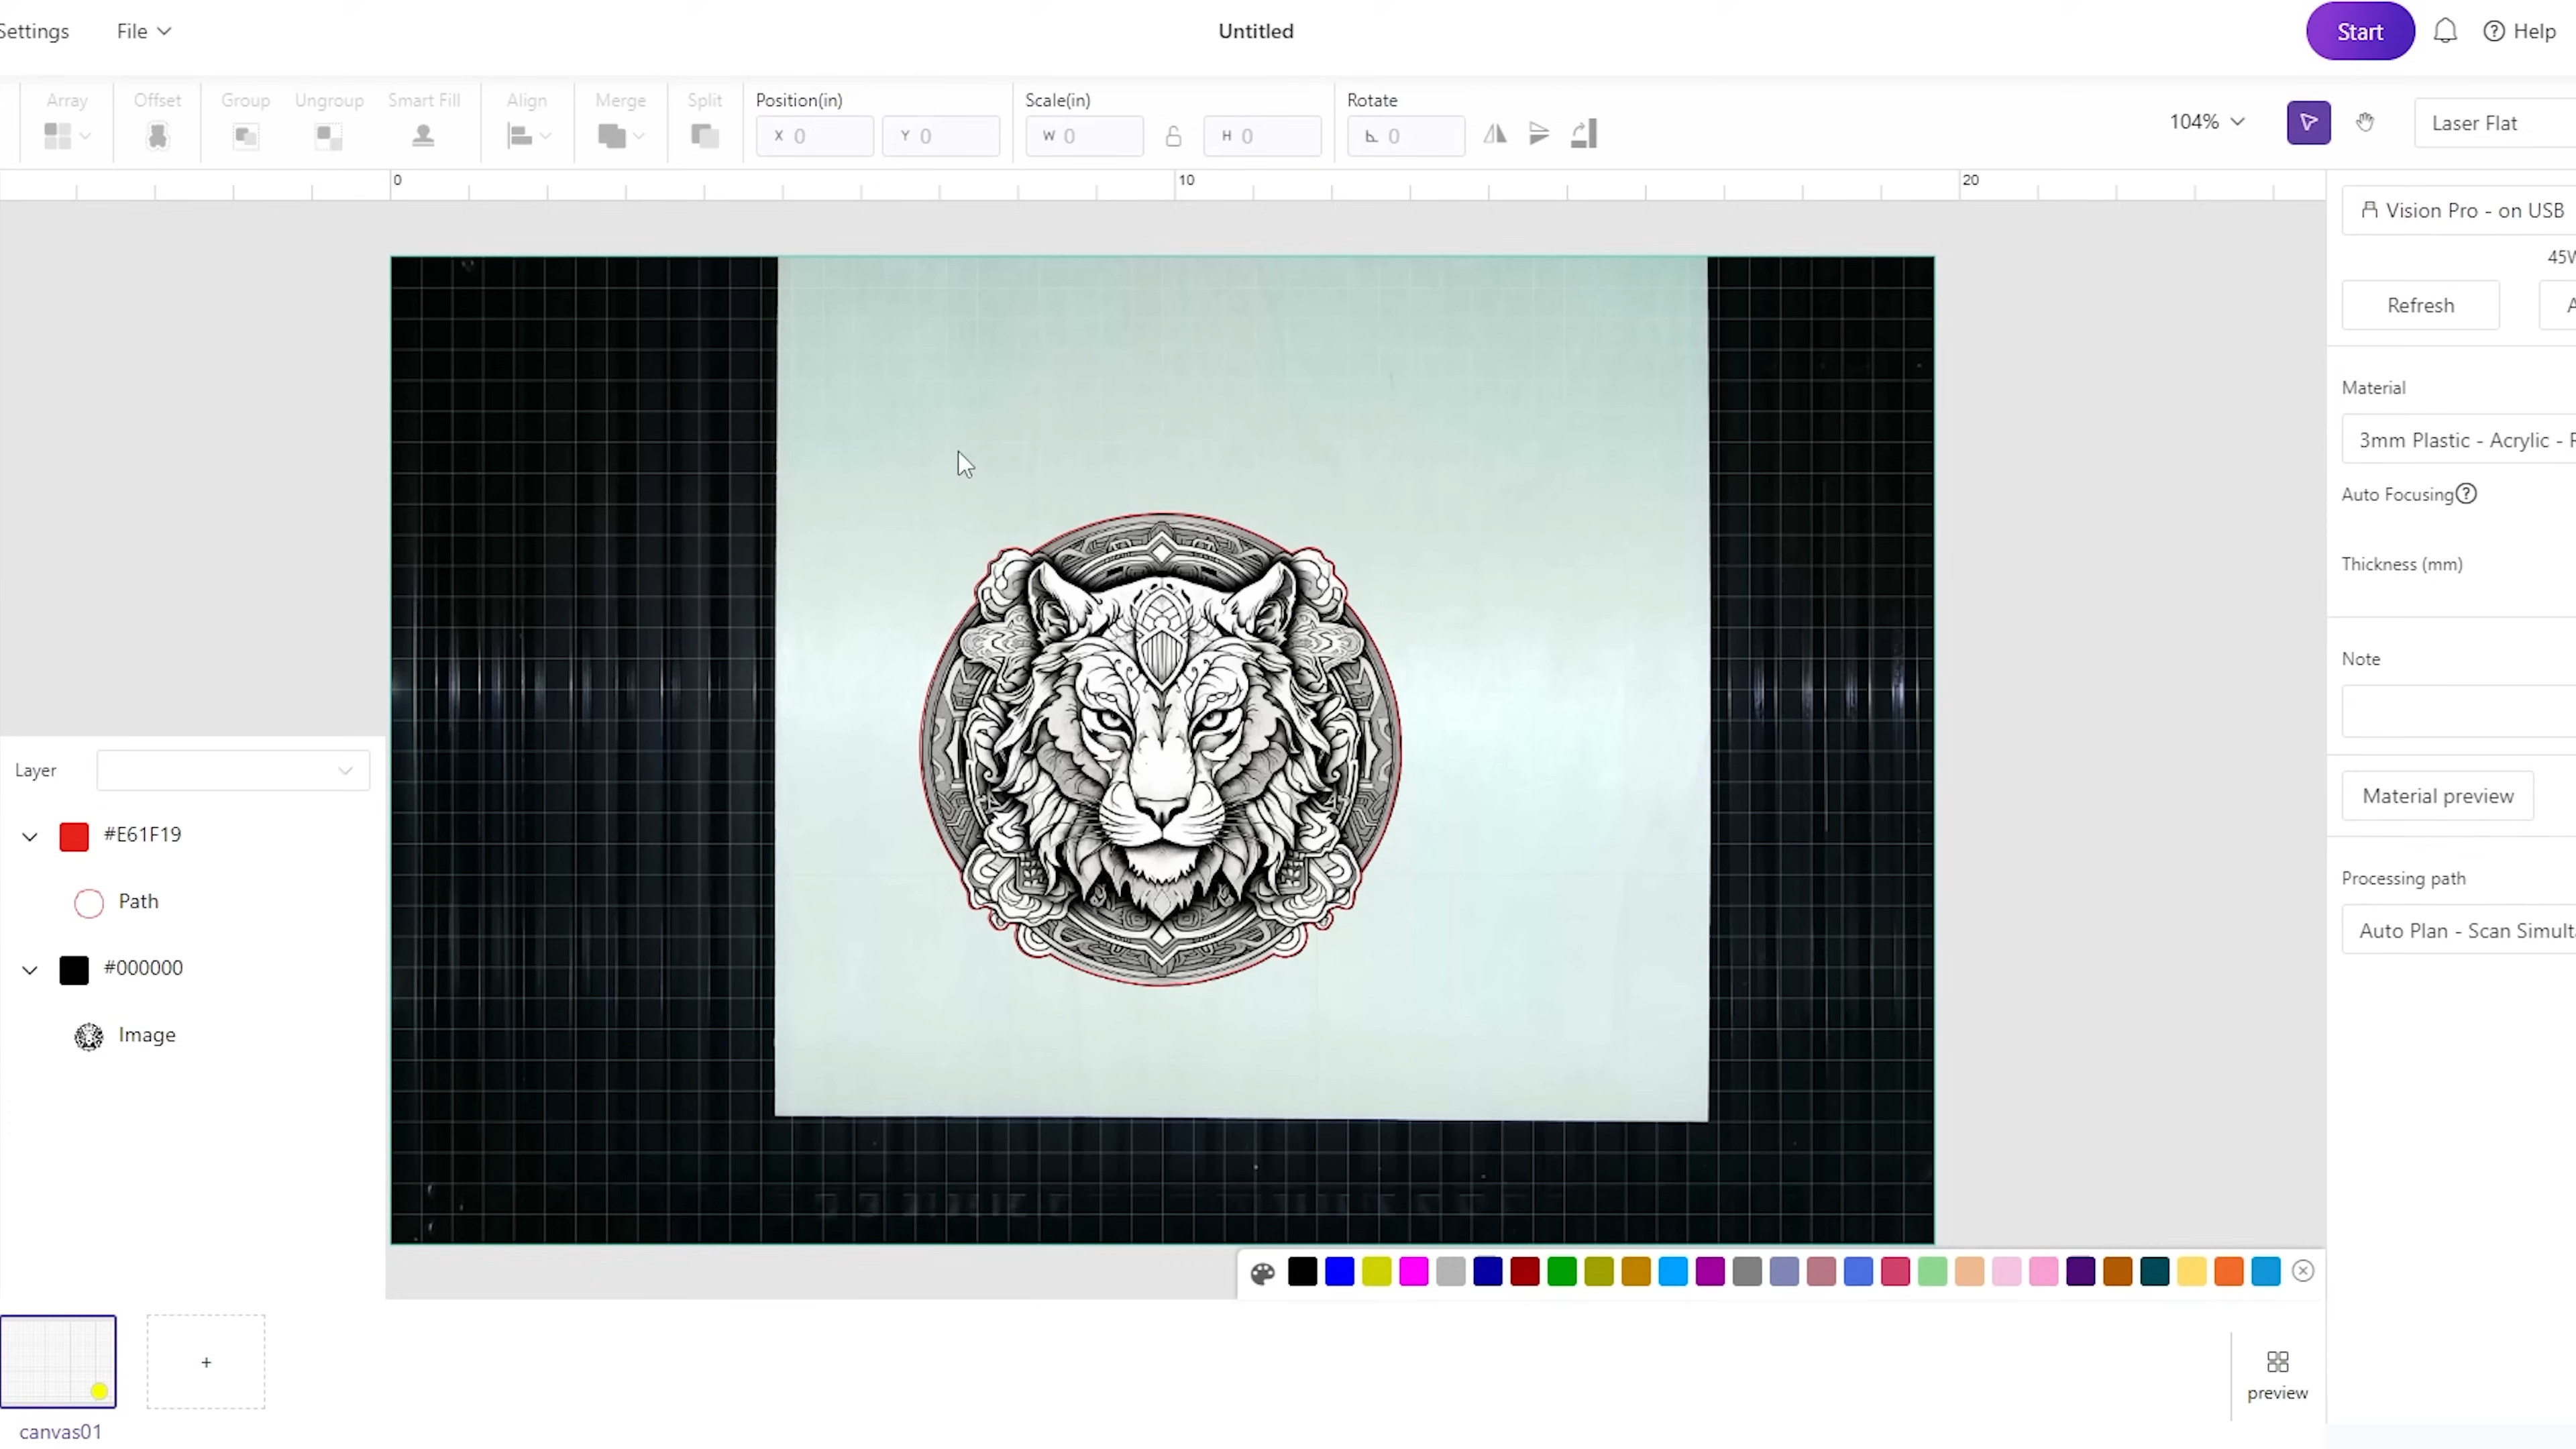 Settings File Untitled Start Help
Array Offset Group Ungroup Smart Fill Align Merge Split Position(in) Scale(in) Rotate
X 0 Y 0 W 0 H 0 0 104% Laser Flat
0 10 20
Vision Pro - on USB
45W
Refresh A
Material
3mm Plastic - Acrylic -
Auto Focusing
Thickness (mm)
Note
Material preview
Processing path
Auto Plan - Scan Simult
Layer
#E61F19
Path
#000000
Image
+
preview
canvas01